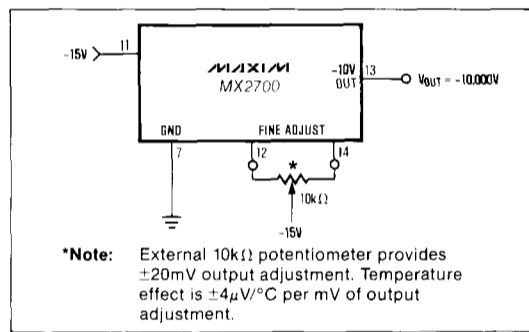 -15V
11
MAXIM
MX2700
-10V
OUT
13
VOUT = -10.000V
GND
FINE ADJUST
7
12
14
*
10kΩ
-15V
*Note: External 10kΩ potentiometer provides
±20mV output adjustment. Temperature
effect is ±4μV/°C per mV of output
adjustment.